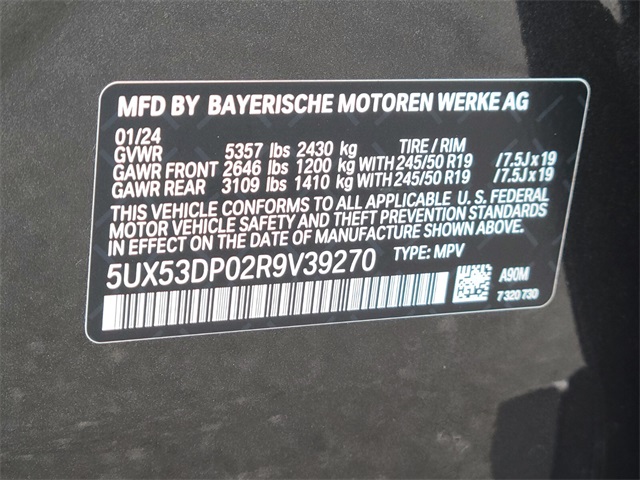 MFD BY BAYERISCHE MOTOREN WERKE AG
01/24
GVWR 5357 lbs 2430 kg TIRE / RIM
GAWR FRONT 2646 lbs 1200 kg WITH 245/50 R19 / 7.5J x 19
GAWR REAR 3109 lbs 1410 kg WITH 245/50 R19 / 7.5J x 19
THIS VEHICLE CONFORMS TO ALL APPLICABLE U. S. FEDERAL
MOTOR VEHICLE SAFETY AND THEFT PREVENTION STANDARDS
IN EFFECT ON THE DATE OF MANUFACTURE SHOWN ABOVE.
5UX53DP02R9V39270 TYPE: MPV
A90M
7 320 730